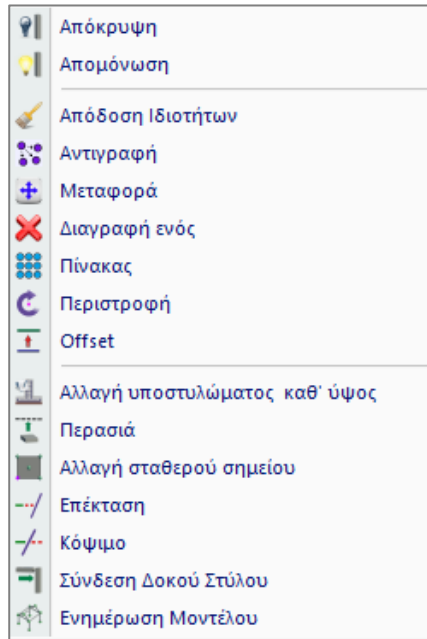 Απόκρυψη
Απομόνωση
Απόδοση Ιδιοτήτων
Αντιγραφή
Μεταφορά
Διαγραφή ενός
Πίνακας
Περιστροφή
Offset
Αλλαγή υποστυλώματος καθ' ύψος
Περασιά
Αλλαγή σταθερού σημείου
Επέκταση
Κόψιμο
Σύνδεση Δοκού Στύλου
Ενημέρωση Μοντέλου